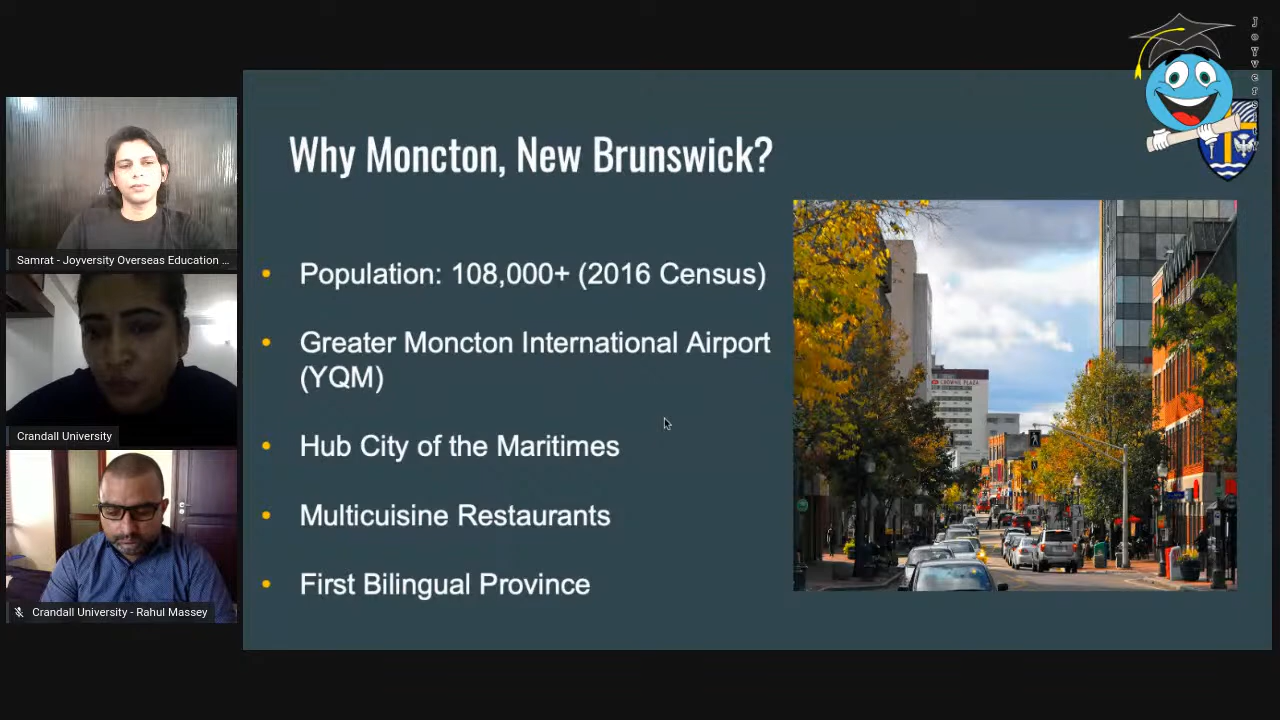 Joyversity
Why Moncton, New Brunswick?
Samrat - Joyversity Overseas Education ...
Crandall University
Crandall University - Rahul Massey
• Population: 108,000+ (2016 Census)
• Greater Moncton International Airport
(YQM)
• Hub City of the Maritimes
• Multicuisine Restaurants
• First Bilingual Province
CROWNE PLAZA